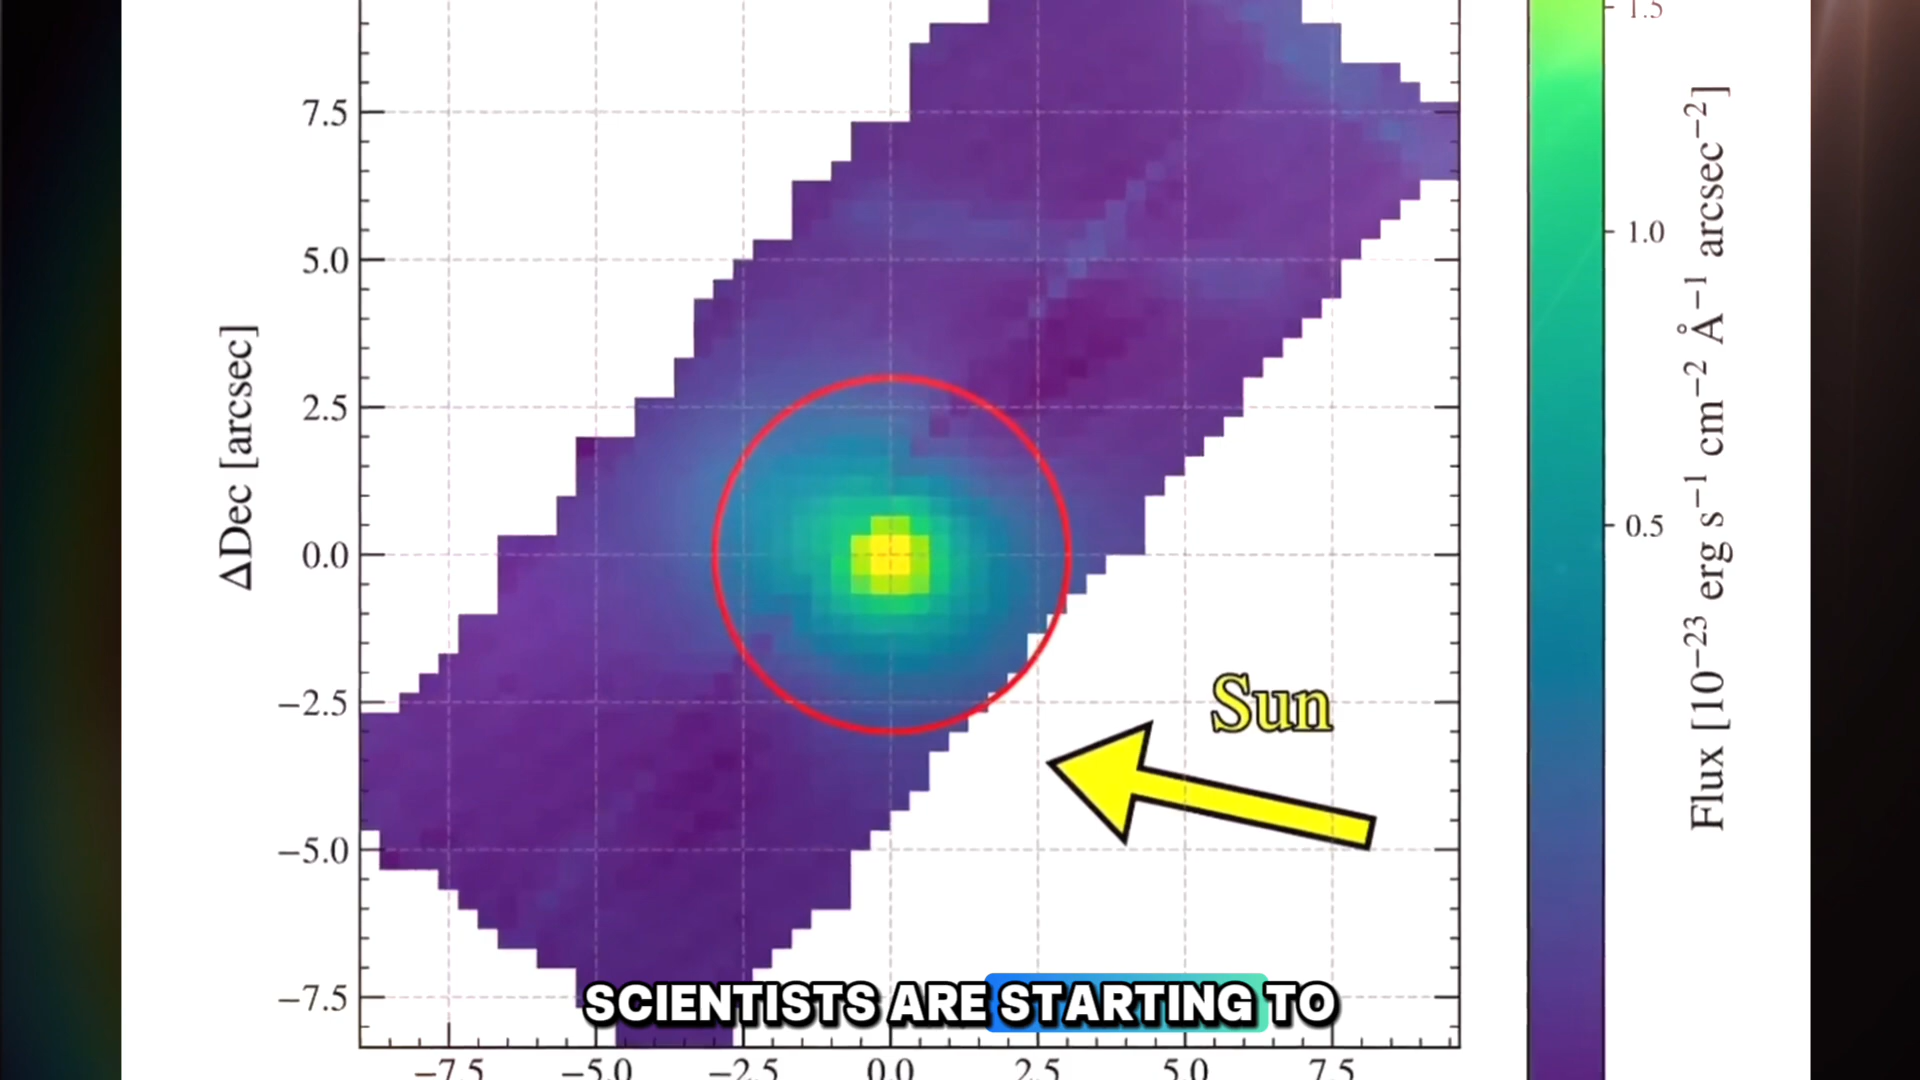 1.5
7.5
1.0
5.0
ΔDec [arcsec]
Flux [10⁻²³ erg s⁻¹ cm⁻² Å⁻¹ arcsec⁻²]
2.5
0.5
0.0
Sun
−2.5
−5.0
−7.5
SCIENTISTS ARE STARTING TO
−7.5 −5.0 −2.5 0.0 2.5 5.0 7.5